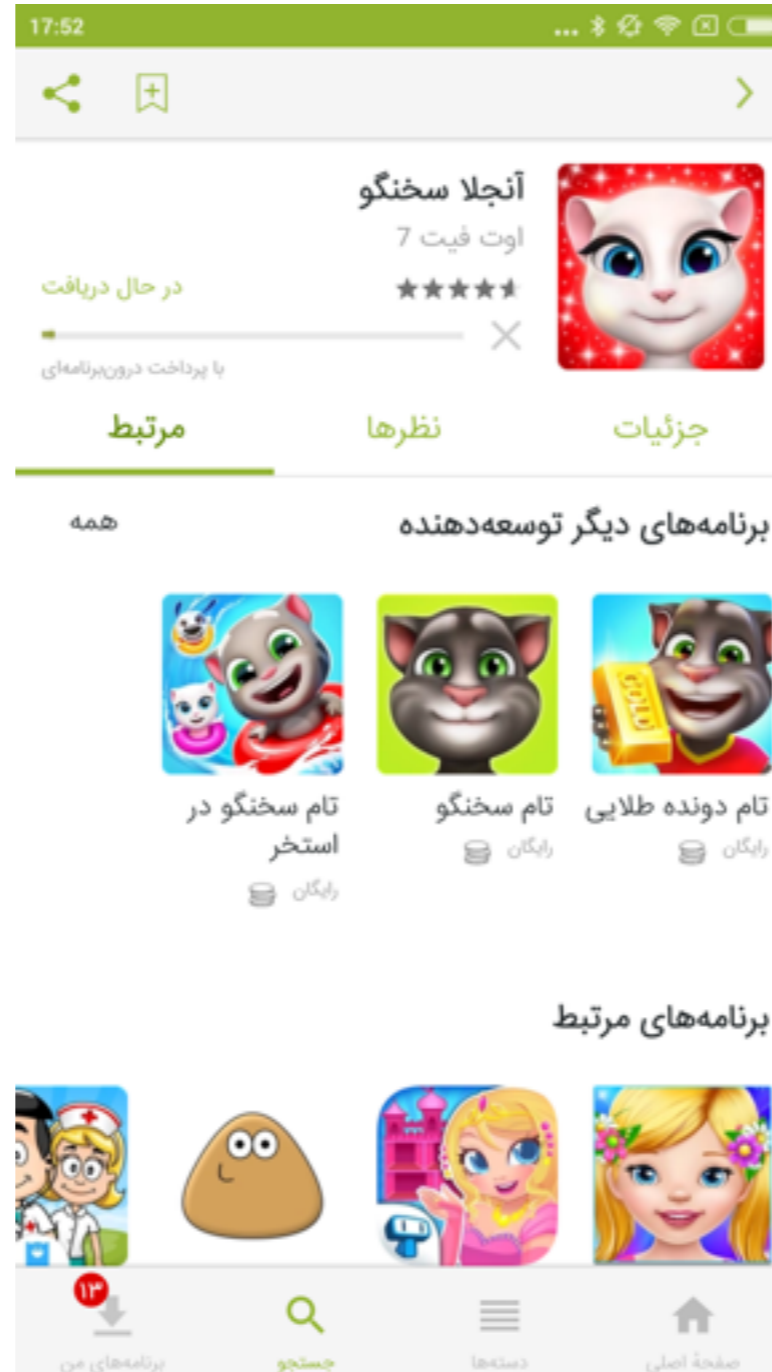 17:52
آنجلا سخنگو
اوت فیت 7
در حال دریافت
با پرداخت درون‌برنامه‌ای
جزئیات
نظرها
مرتبط
برنامه‌های دیگر توسعه‌دهنده
همه
GOLD
تام دونده طلایی
رایگان
تام سخنگو
رایگان
تام سخنگو در
استخر
رایگان
برنامه‌های مرتبط
صفحهٔ اصلی
دسته‌ها
جستجو
۱۳
برنامه‌های من